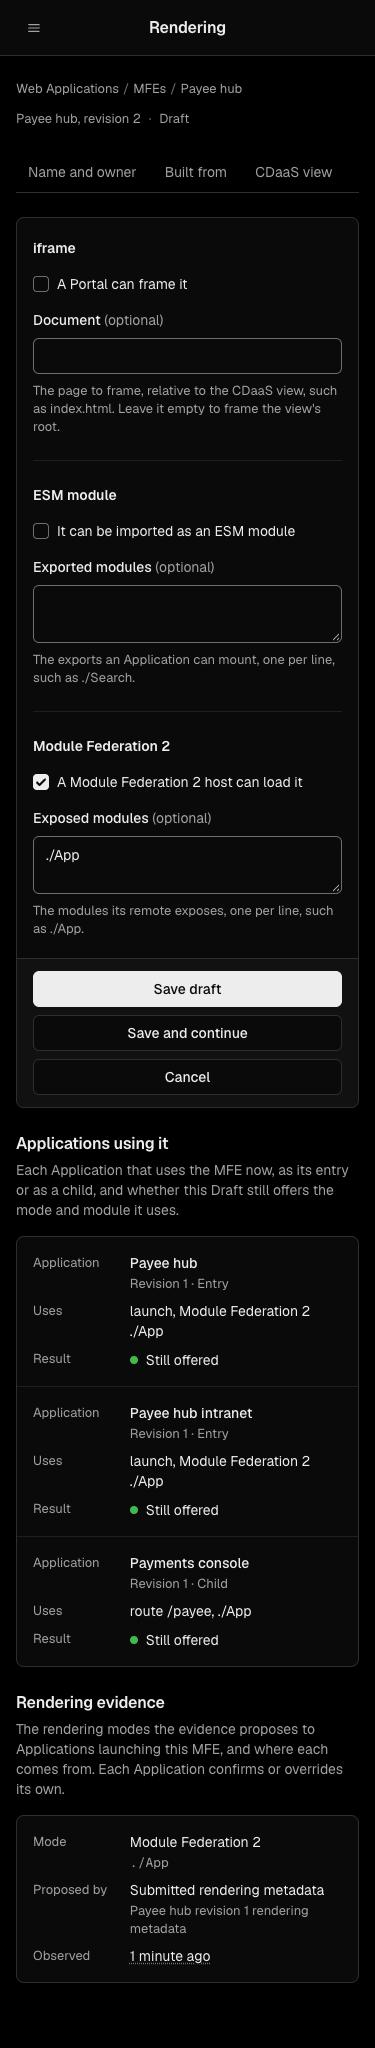 Rendering
Web Applications / MFEs / Payee hub
Payee hub, revision 2 · Draft
Name and owner Built from CDaaS view
iframe
A Portal can frame it
Document (optional)
The page to frame, relative to the CDaaS view, such
as index.html. Leave it empty to frame the view's
root.
ESM module
It can be imported as an ESM module
Exported modules (optional)
The exports an Application can mount, one per line,
such as ./Search.
Module Federation 2
A Module Federation 2 host can load it
Exposed modules (optional)
./App
The modules its remote exposes, one per line, such
as ./App.
Save draft
Save and continue
Cancel
Applications using it
Each Application that uses the MFE now, as its entry
or as a child, and whether this Draft still offers the
mode and module it uses.
Application Payee hub
Revision 1 · Entry
Uses launch, Module Federation 2
./App
Result Still offered
Application Payee hub intranet
Revision 1 · Entry
Uses launch, Module Federation 2
./App
Result Still offered
Application Payments console
Revision 1 · Child
Uses route /payee, ./App
Result Still offered
Rendering evidence
The rendering modes the evidence proposes to
Applications launching this MFE, and where each
comes from. Each Application confirms or overrides
its own.
Mode Module Federation 2
./App
Proposed by Submitted rendering metadata
Payee hub revision 1 rendering
metadata
Observed 1 minute ago